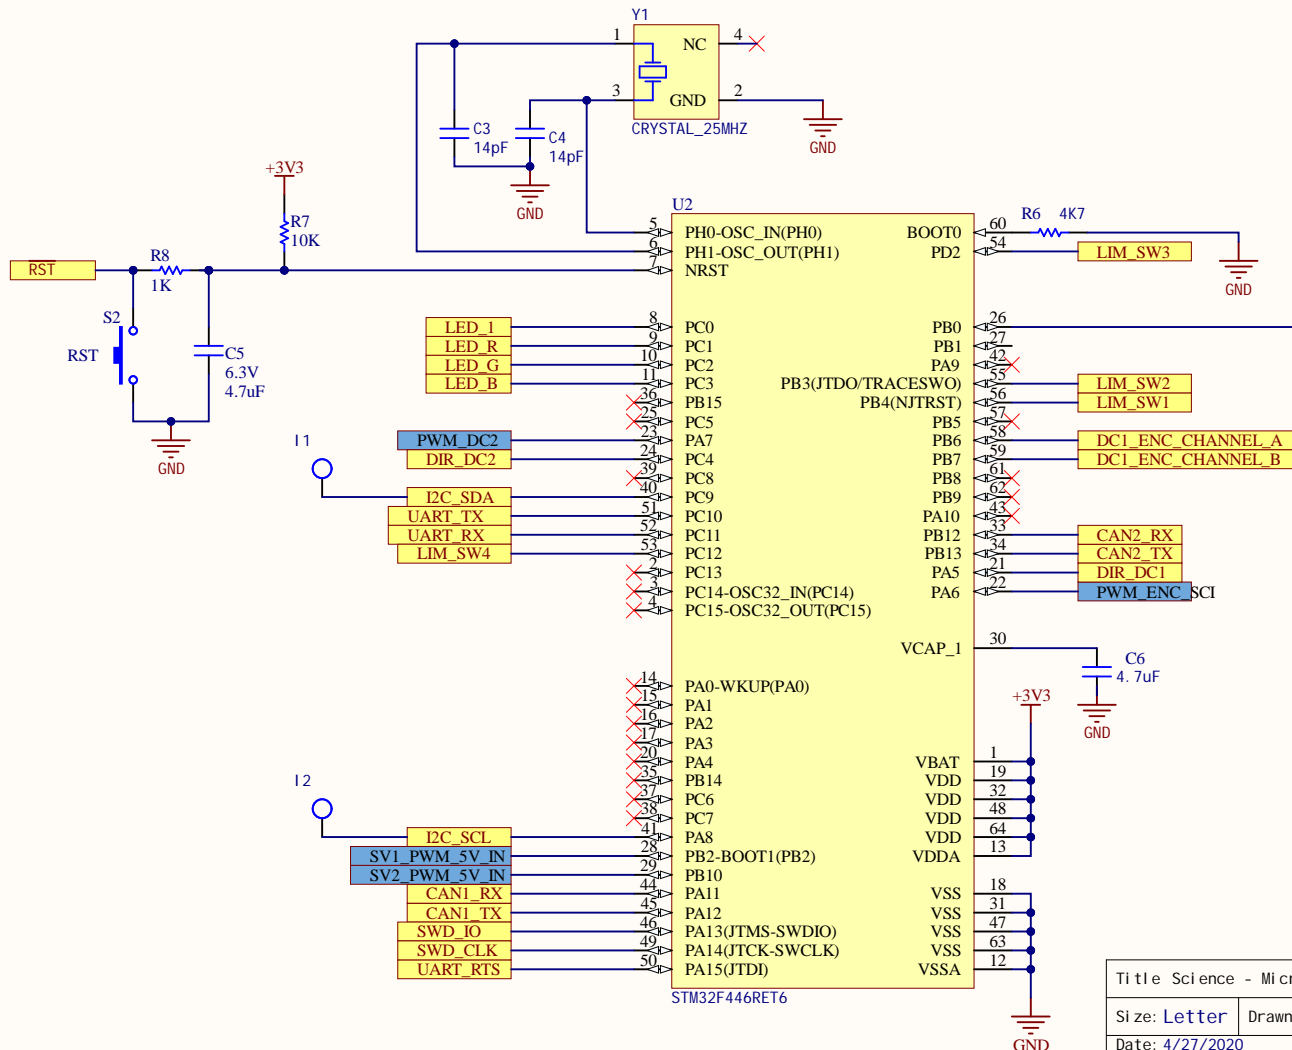 Y1
1 NC 4
3 GND 2
CRYSTAL_25MHZ
GND
C3
14pF
C4
14pF
GND
+3V3
R7
10K
RST
R8
1K
S2
RST
C5
6.3V
4.7uF
GND
U2
5 PH0-OSC_IN(PH0)
6 PH1-OSC_OUT(PH1)
7 NRST
LED_1 8 PC0
LED_R 9 PC1
LED_G 10 PC2
LED_B 11 PC3
36 PB15
25 PC5
PWM_DC2 23 PA7
DIR_DC2 24 PC4
39 PC8
I1
I2C_SDA 40 PC9
UART_TX 51 PC10
UART_RX 52 PC11
LIM_SW4 53 PC12
2 PC13
3 PC14-OSC32_IN(PC14)
4 PC15-OSC32_OUT(PC15)
14 PA0-WKUP(PA0)
15 PA1
16 PA2
17 PA3
20 PA4
35 PB14
37 PC6
38 PC7
I2
I2C_SCL 41 PA8
SV1_PWM_5V_IN 28 PB2-BOOT1(PB2)
SV2_PWM_5V_IN 29 PB10
CAN1_RX 44 PA11
CAN1_TX 45 PA12
SWD_IO 46 PA13(JTMS-SWDIO)
SWD_CLK 49 PA14(JTCK-SWCLK)
UART_RTS 50 PA15(JTDI)
STM32F446RET6
BOOT0 60 R6 4K7
GND
PD2 54 LIM_SW3
PB0 26
PB1 27
PA9 42
PB3(JTDO/TRACESWO) 55 LIM_SW2
PB4(NJTRST) 56 LIM_SW1
PB5 57
PB6 58 DC1_ENC_CHANNEL_A
PB7 59 DC1_ENC_CHANNEL_B
PB8 61
PB9 62
PA10 43
PB12 33 CAN2_RX
PB13 34 CAN2_TX
PA5 21 DIR_DC1
PA6 22 PWM_ENC_SCI
VCAP_1 30
C6
4.7uF
GND
+3V3
VBAT 1
VDD 19
VDD 32
VDD 48
VDD 64
VDDA 13
VSS 18
VSS 31
VSS 47
VSS 63
VSSA 12
GND
Title Science - Micr
Size: Letter Drawn
Date: 4/27/2020